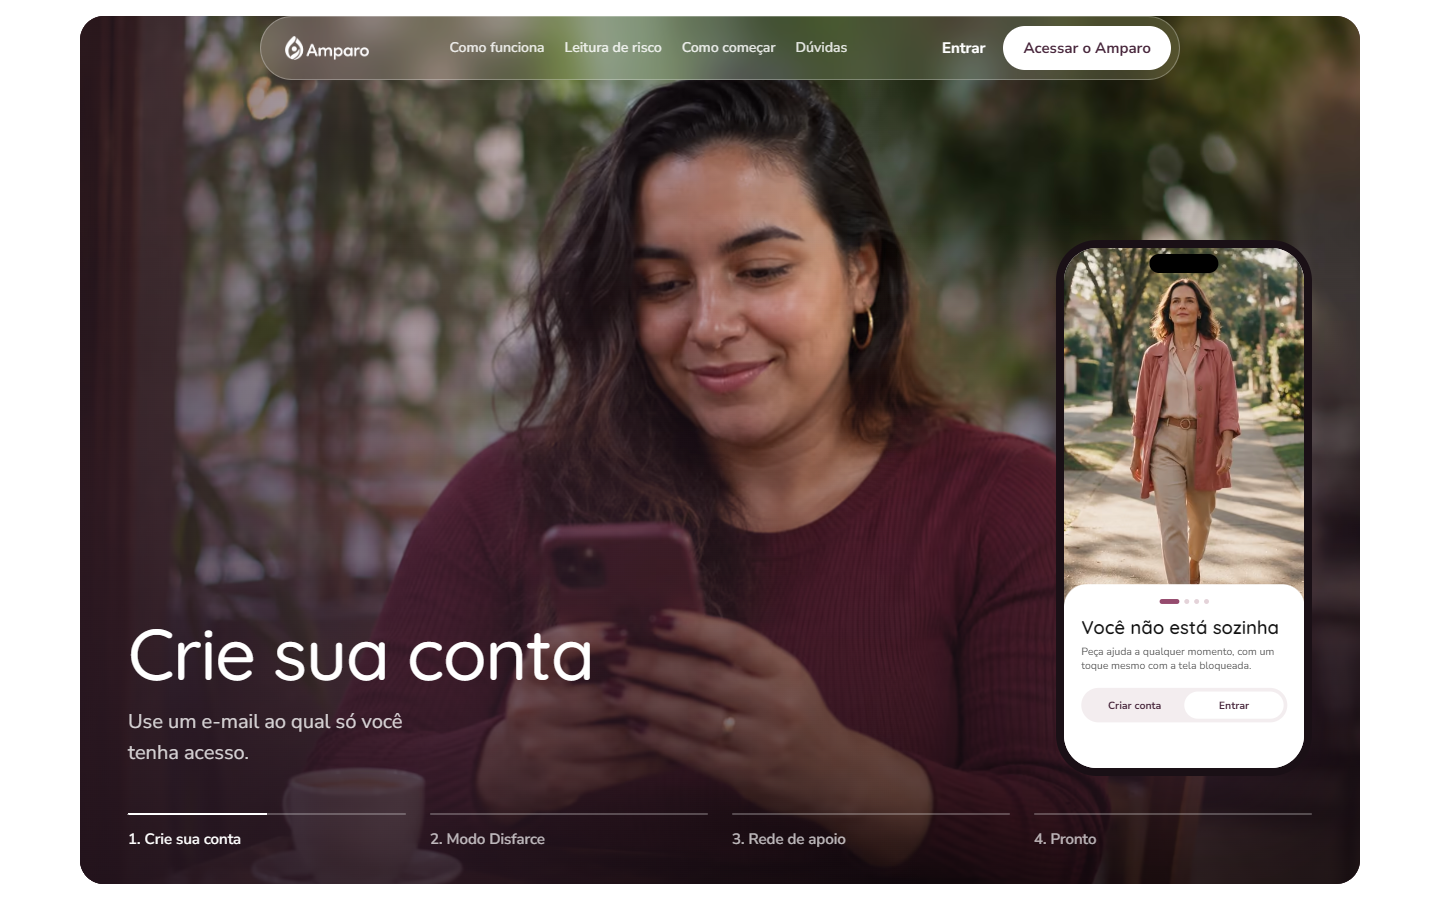 Amparo
Como funciona
Leitura de risco
Como começar
Dúvidas
Entrar
Acessar o Amparo
Crie sua conta
Use um e-mail ao qual só você
tenha acesso.
Você não está sozinha
Peça ajuda a qualquer momento, com um
toque mesmo com a tela bloqueada.
Criar conta
Entrar
1. Crie sua conta
2. Modo Disfarce
3. Rede de apoio
4. Pronto